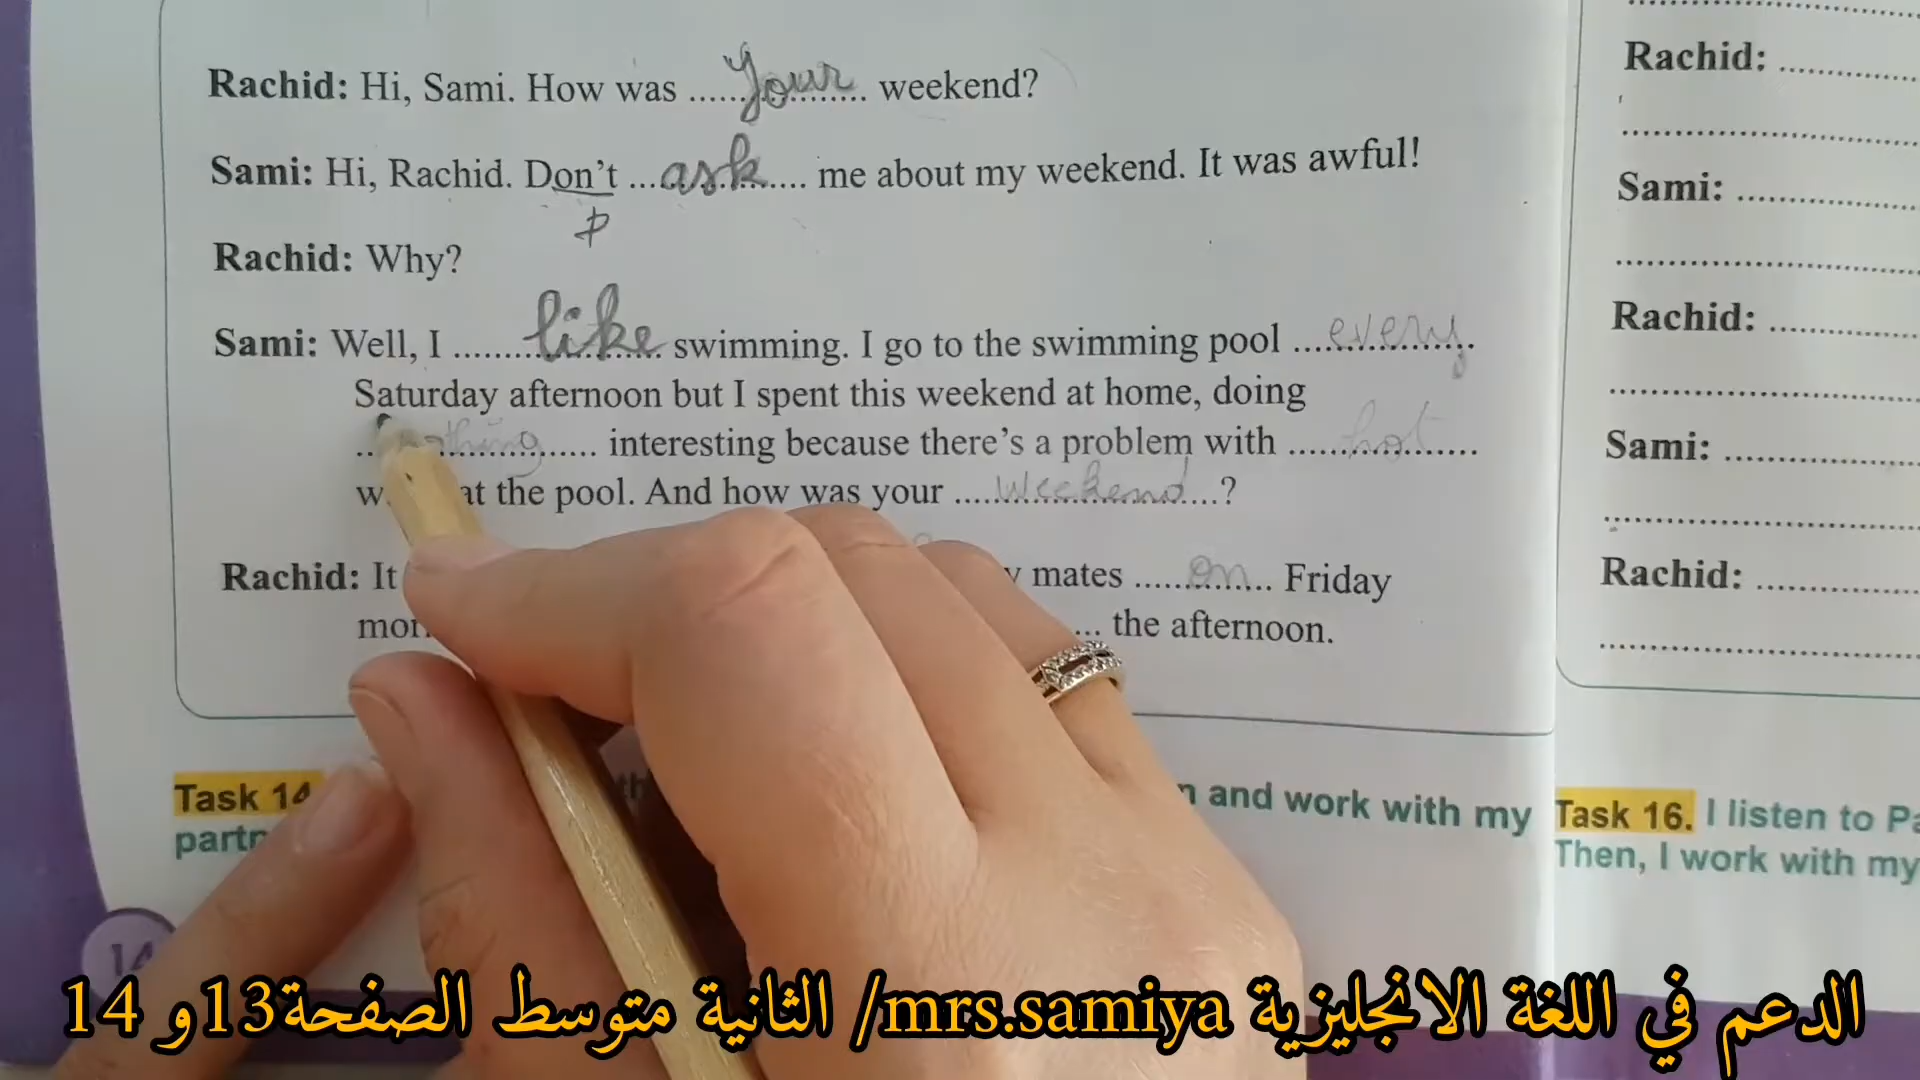 Rachid: Hi, Sami. How was ...... your ...... weekend?
Sami: Hi, Rachid. Don't ... ask ... me about my weekend. It was awful!
Rachid: Why?
Sami: Well, I ...... like ...... swimming. I go to the swimming pool ... every ...
Saturday afternoon but I spent this weekend at home, doing
...... interesting because there's a problem with ...... hot ......
at the pool. And how was your ...... weekend ......?
Rachid: It mates ...... on ...... Friday
... the afternoon.
Task 14
and work with my
14
Rachid: ......
Sami: ......
Rachid: ......
Sami: ......
Rachid: ......
Task 16. I listen to
Then, I work with my
الدعم في اللغة الانجليزية mrs.samiya/ الثانية متوسط الصفحة13و 14